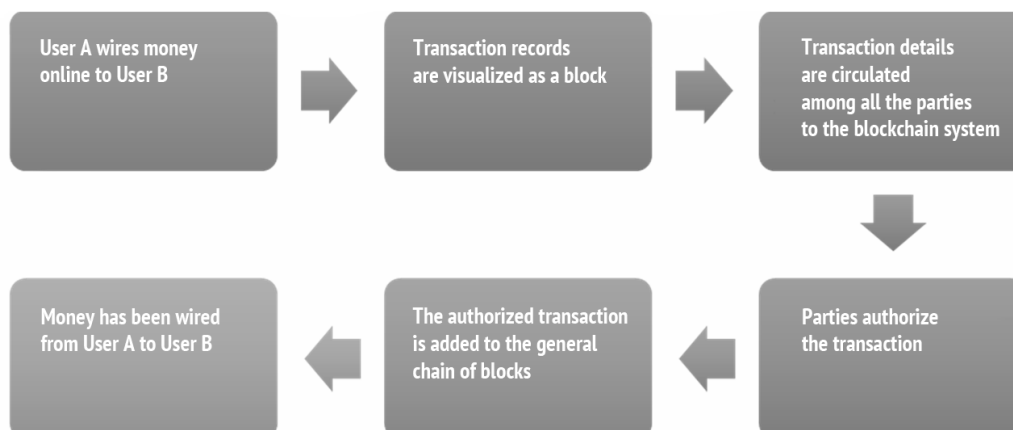 User A wires money
online to User B
Transaction records
are visualized as a block
Transaction details
are circulated
among all the parties
to the blockchain system
Parties authorize
the transaction
The authorized transaction
is added to the general
chain of blocks
Money has been wired
from User A to User B